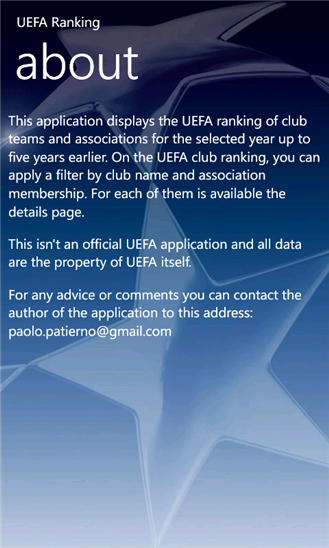 UEFA Ranking
about
This application displays the UEFA ranking of club
teams and associations for the selected year up to
five years earlier. On the UEFA club ranking, you can
apply a filter by club name and association
membership. For each of them is available the
details page.
This isn't an official UEFA application and all data
are the property of UEFA itself.
For any advice or comments you can contact the
author of the application to this address:
paolo.patierno@gmail.com